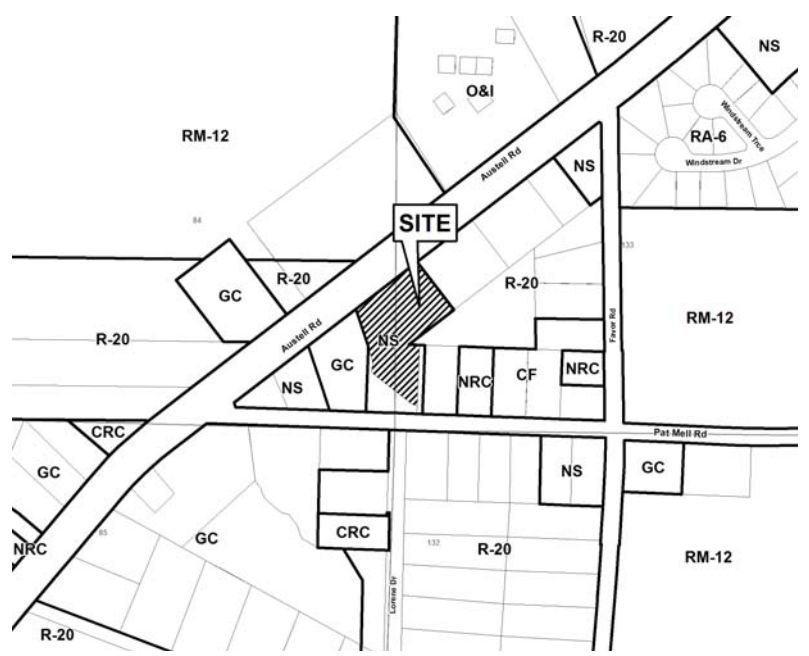 R-20
NS
O&I
RM-12
Austell Rd
Windstream Trce
RA-6
Windstream Dr
NS
84
SITE
133
R-20
GC
R-20
RM-12
Favor Rd
R-20
Austell Rd
NS
GC
NRC
CF
NRC
NS
CRC
Pat Mell Rd
GC
NS
GC
NRC
85
GC
CRC
132
R-20
RM-12
Lorene Dr
R-20